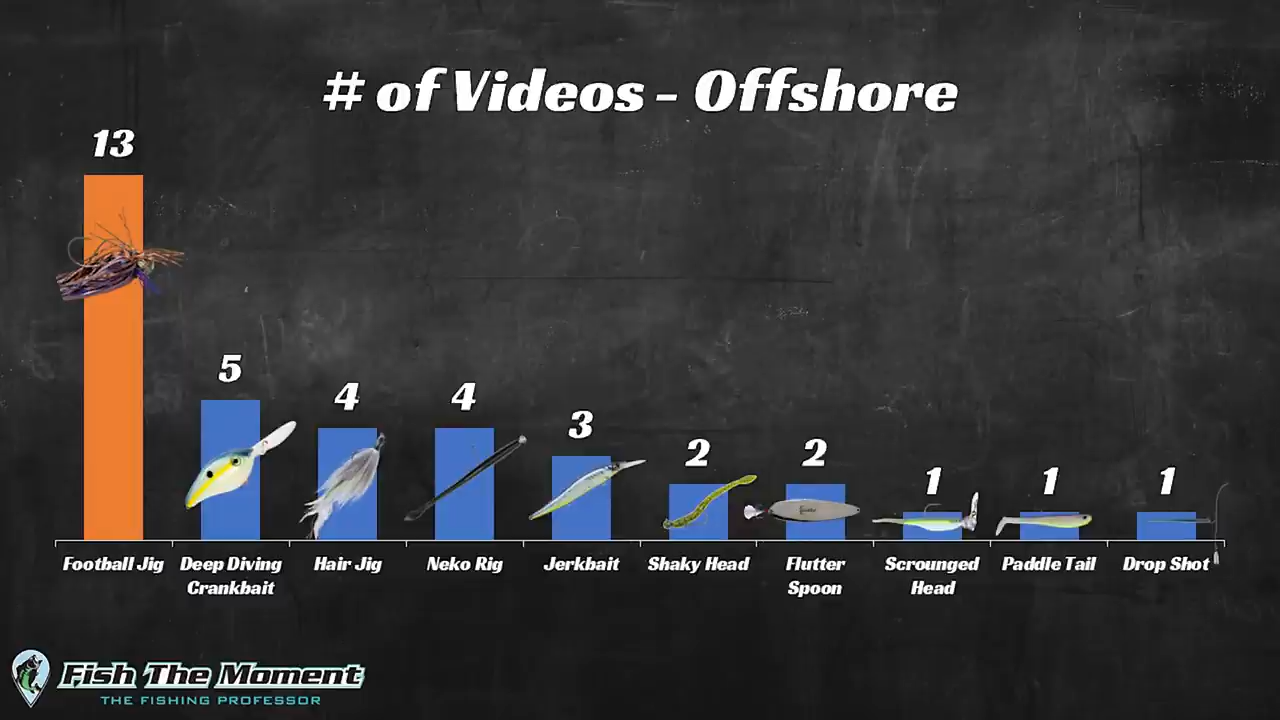 # of Videos - Offshore
13
5
4
4
3
2
2
1
1
1
Football Jig
Deep Diving
Crankbait
Hair Jig
Neko Rig
Jerkbait
Shaky Head
Flutter
Spoon
Scrounged
Head
Paddle Tail
Drop Shot
Fish The Moment
THE FISHING PROFESSOR